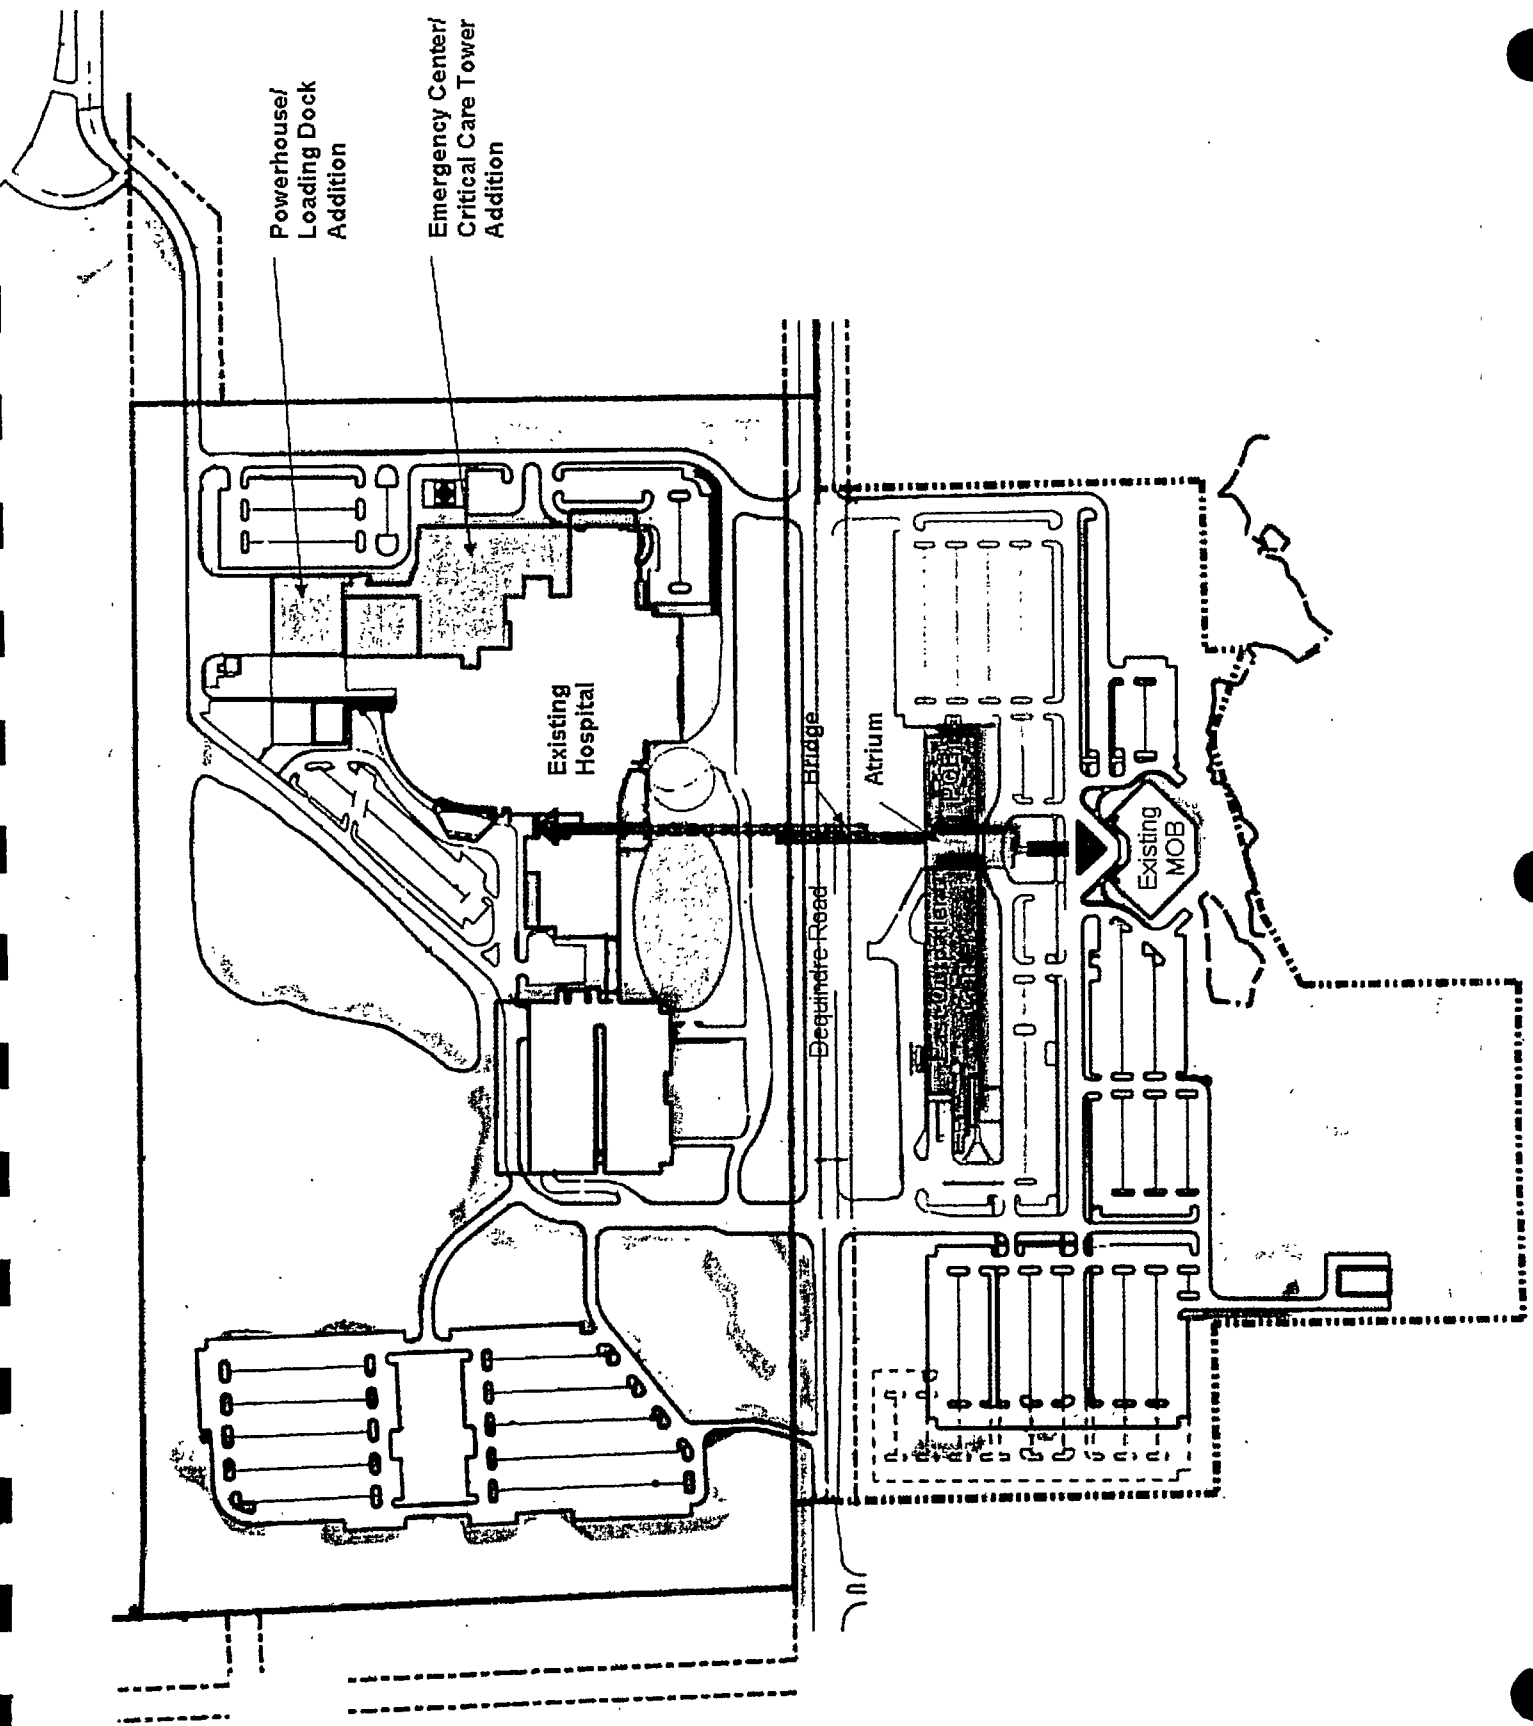 Powerhouse/
Loading Dock
Addition
Emergency Center/
Critical Care Tower
Addition
Existing
Hospital
Bridge
Atrium
Dequindre Road
Existing
MOB